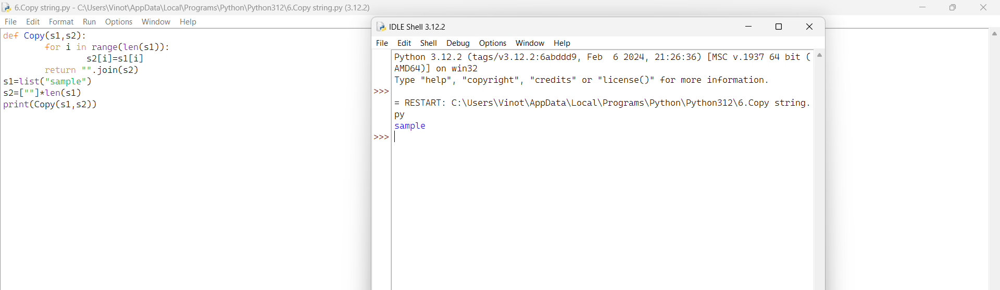 6.Copy string.py - C:\Users\Vinot\AppData\Local\Programs\Python\Python312\6.Copy string.py (3.12.2)
File Edit Format Run Options Window Help
def Copy(s1,s2):
        for i in range(len(s1)):
                s2[i]=s1[i]
        return "".join(s2)
s1=list("sample")
s2=[""]*len(s1)
print(Copy(s1,s2))
IDLE Shell 3.12.2
File Edit Shell Debug Options Window Help
Python 3.12.2 (tags/v3.12.2:6abddd9, Feb  6 2024, 21:26:36) [MSC v.1937 64 bit (
AMD64)] on win32
Type "help", "copyright", "credits" or "license()" for more information.
>>>
= RESTART: C:\Users\Vinot\AppData\Local\Programs\Python\Python312\6.Copy string.
py
sample
>>>